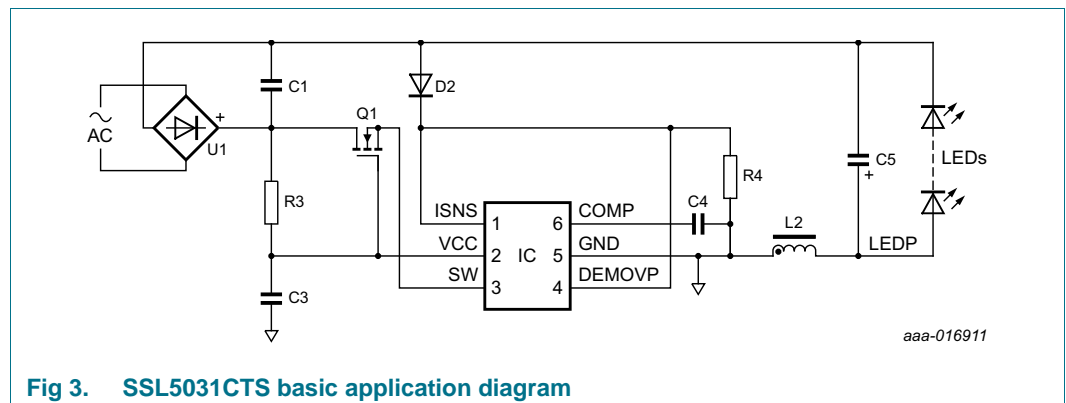 C1
D2
Q1
AC
+
U1
R3
ISNS
VCC
SW
1
2
3
IC
6
5
4
COMP
GND
DEMOVP
C4
R4
L2
C5
+
LEDs
LEDP
C3
aaa-016911
Fig 3. SSL5031CTS basic application diagram